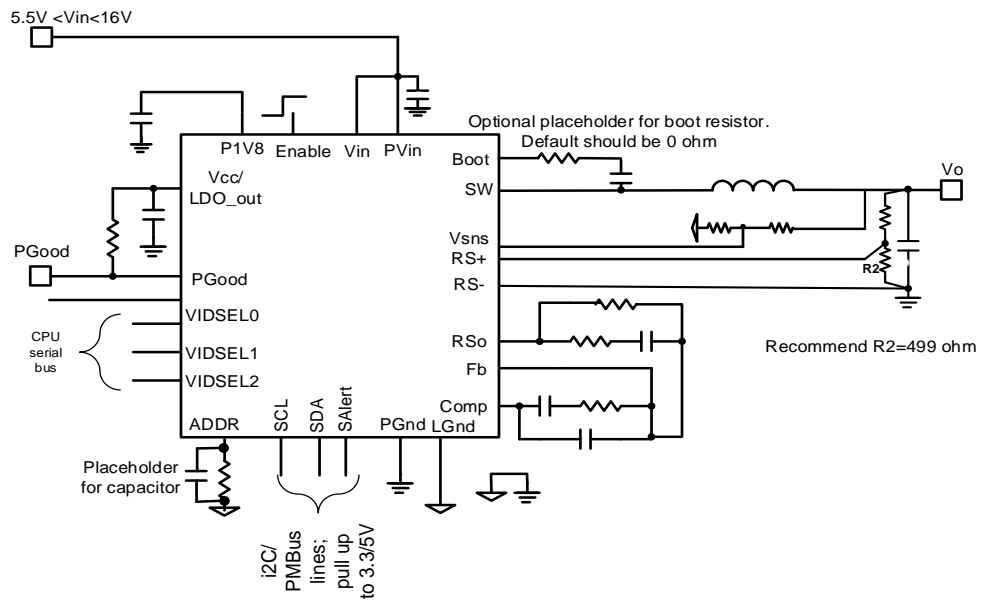 5.5V <Vin<16V
Optional placeholder for boot resistor.
Default should be 0 ohm
P1V8
Enable
Vin
PVin
Boot
Vo
Vcc/
LDO_out
SW
Vsns
PGood
RS+
R2
PGood
RS-
VIDSEL0
CPU
serial
bus
RSo
Recommend R2=499 ohm
VIDSEL1
Fb
VIDSEL2
Comp
SCL
SDA
SAlert
ADDR
PGnd
LGnd
Placeholder
for capacitor
i2C/
PMBus
lines;
pull up
to 3.3/5V